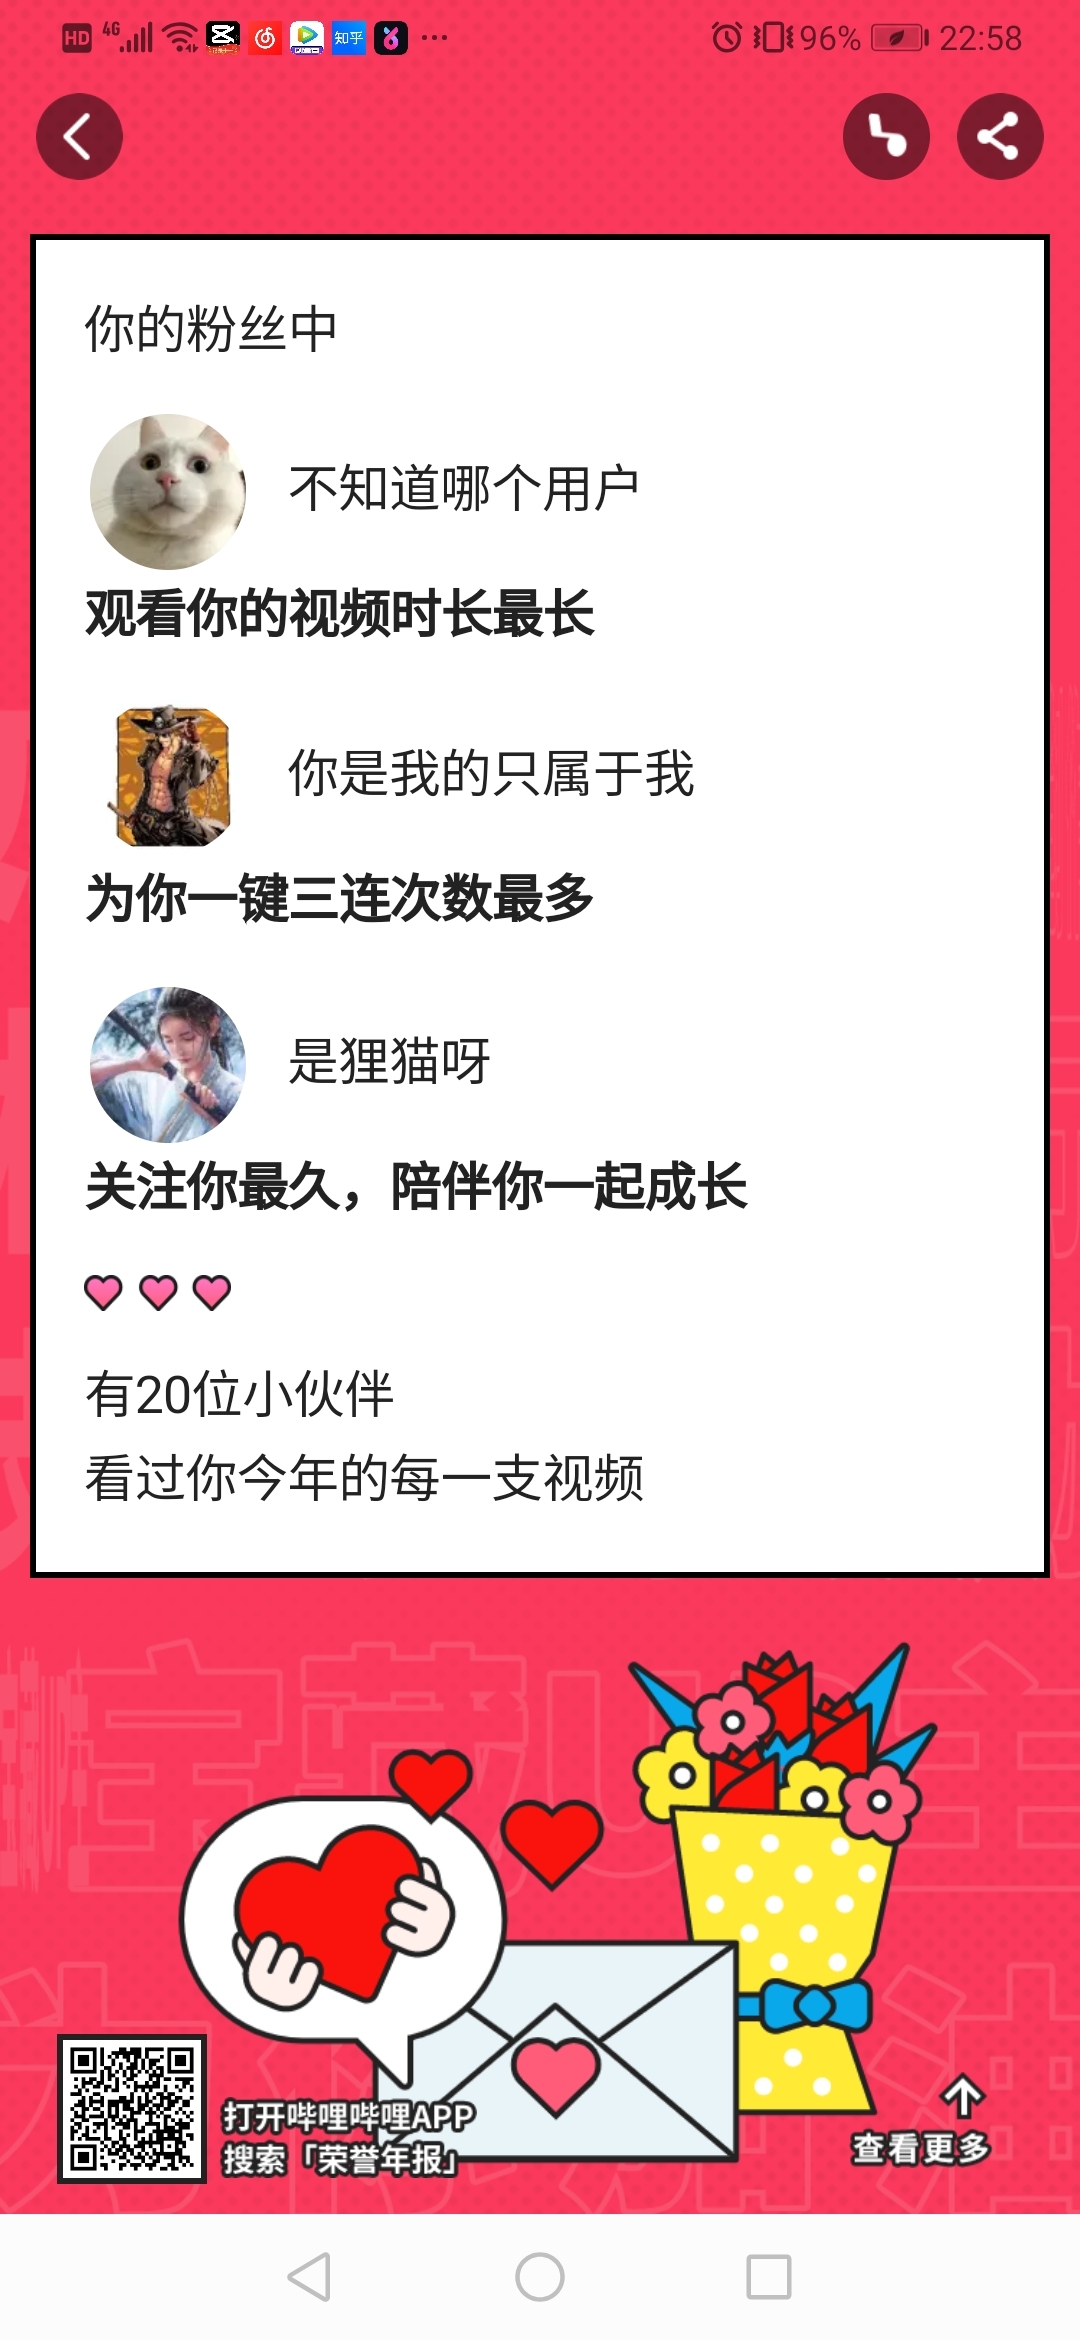 HD 4G 知乎 96% 22:58
你的粉丝中
不知道哪个用户
观看你的视频时长最长
你是我的只属于我
为你一键三连次数最多
是狸猫呀
关注你最久，陪伴你一起成长
有20位小伙伴
看过你今年的每一支视频
打开哔哩哔哩APP
搜索「荣誉年报」
查看更多